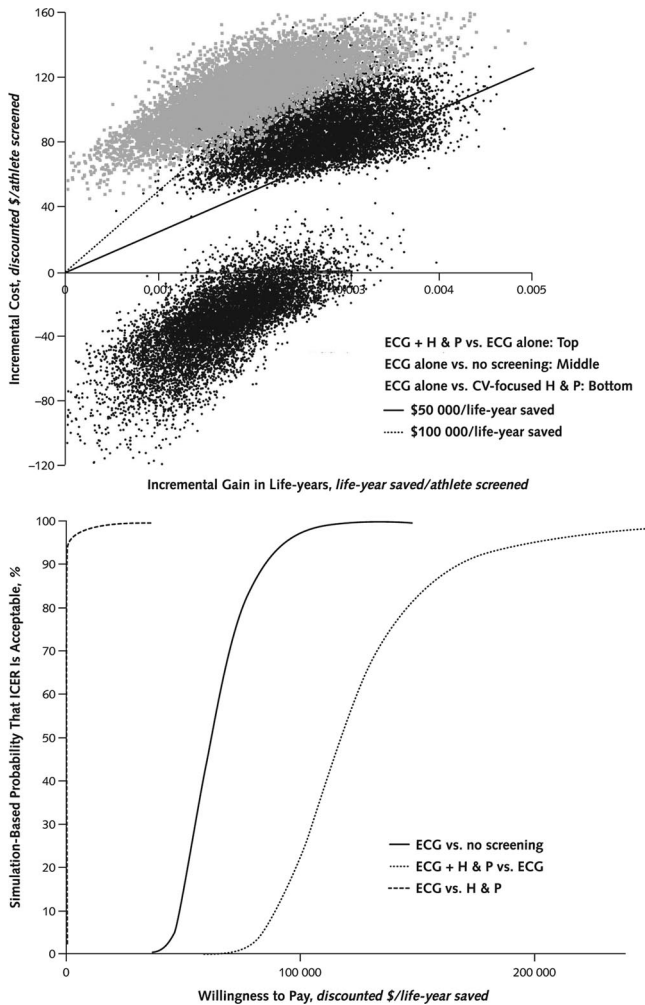 Incremental Cost, discounted $/athlete screened
160
120
80
40
0
−40
−80
−120
0
0.001
0.003
0.004
0.005
ECG + H & P vs. ECG alone: Top
ECG alone vs. no screening: Middle
ECG alone vs. CV-focused H & P: Bottom
$50 000/life-year saved
$100 000/life-year saved
Incremental Gain in Life-years, life-year saved/athlete screened
Simulation-Based Probability That ICER Is Acceptable, %
100
90
80
70
60
50
40
30
20
10
0
ECG vs. no screening
ECG + H & P vs. ECG
ECG vs. H & P
0
100 000
200 000
Willingness to Pay, discounted $/life-year saved